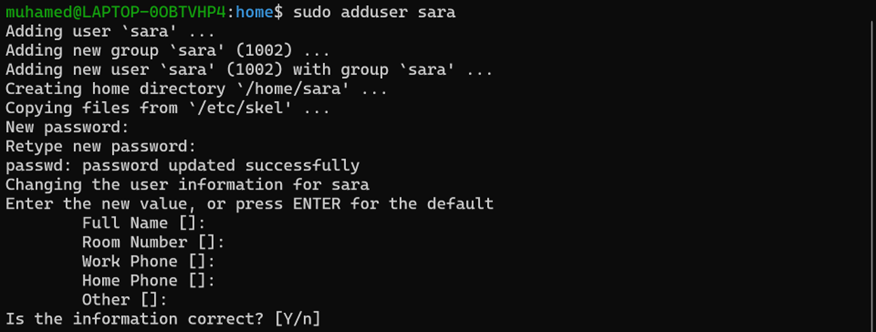 muhamed@LAPTOP-0OBTVHP4:home$ sudo adduser sara
Adding user `sara' ...
Adding new group `sara' (1002) ...
Adding new user `sara' (1002) with group `sara' ...
Creating home directory `/home/sara' ...
Copying files from `/etc/skel' ...
New password:
Retype new password:
passwd: password updated successfully
Changing the user information for sara
Enter the new value, or press ENTER for the default
        Full Name []:
        Room Number []:
        Work Phone []:
        Home Phone []:
        Other []:
Is the information correct? [Y/n]